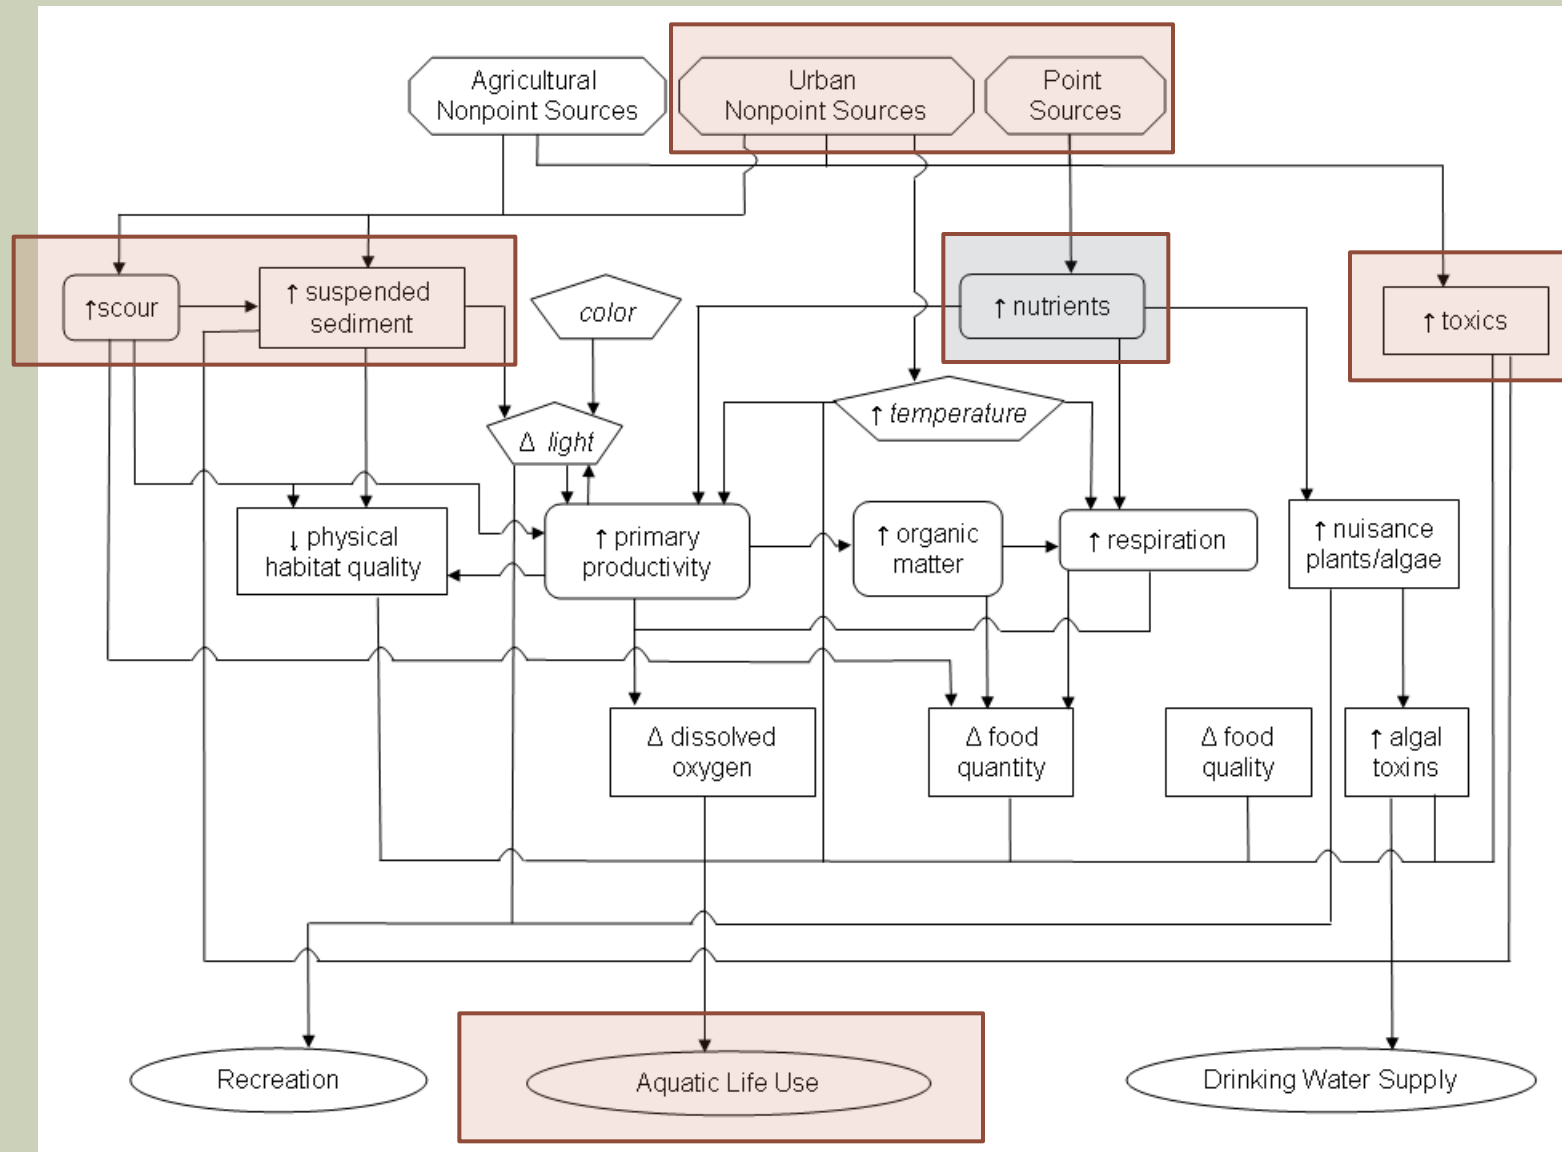 Agricultural
Nonpoint Sources
Urban
Nonpoint Sources
Point
Sources
↑scour
↑ suspended
sediment
color
↑ nutrients
↑ toxics
Δ light
↑ temperature
↓ physical
habitat quality
↑ primary
productivity
↑ organic
matter
↑ respiration
↑ nuisance
plants/algae
Δ dissolved
oxygen
Δ food
quantity
Δ food
quality
↑ algal
toxins
Recreation
Aquatic Life Use
Drinking Water Supply